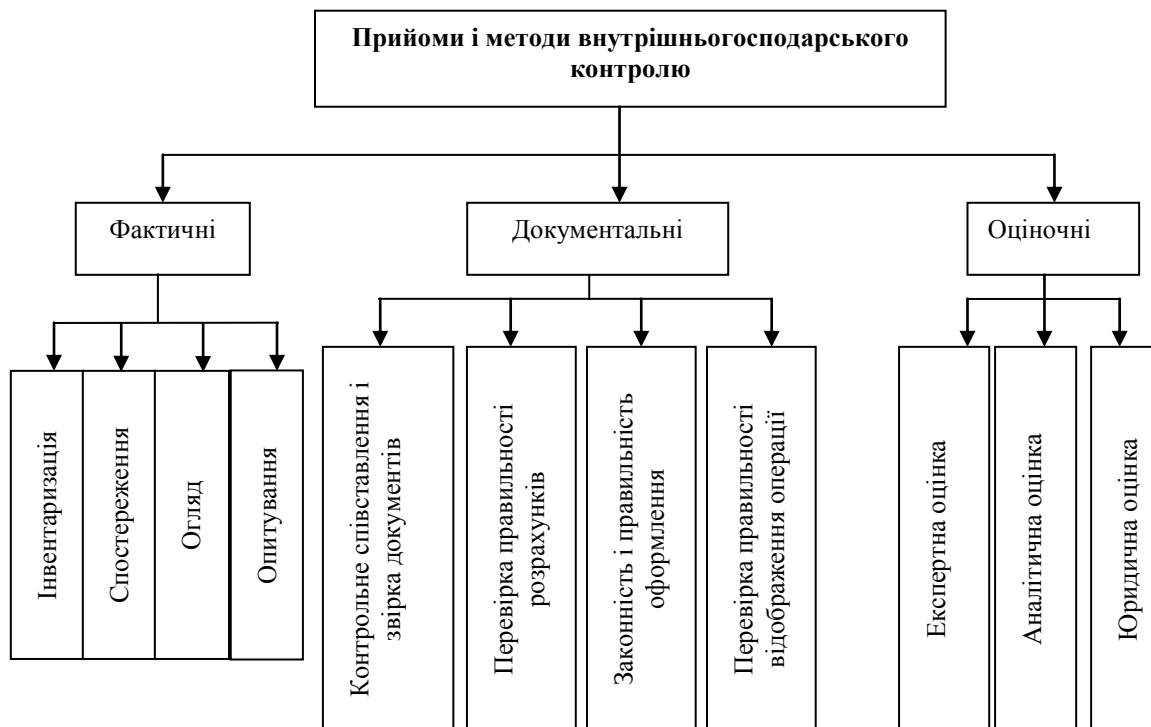 Прийоми і методи внутрішньогосподарського
контролю
Фактичні
Документальні
Оціночні
Інвентаризація
Спостереження
Огляд
Опитування
Контрольне співставлення і
звірка документів
Перевірка правильності
розрахунків
Законність і правильність
оформлення
Перевірка правильності
відображення операції
Експертна оцінка
Аналітична оцінка
Юридична оцінка